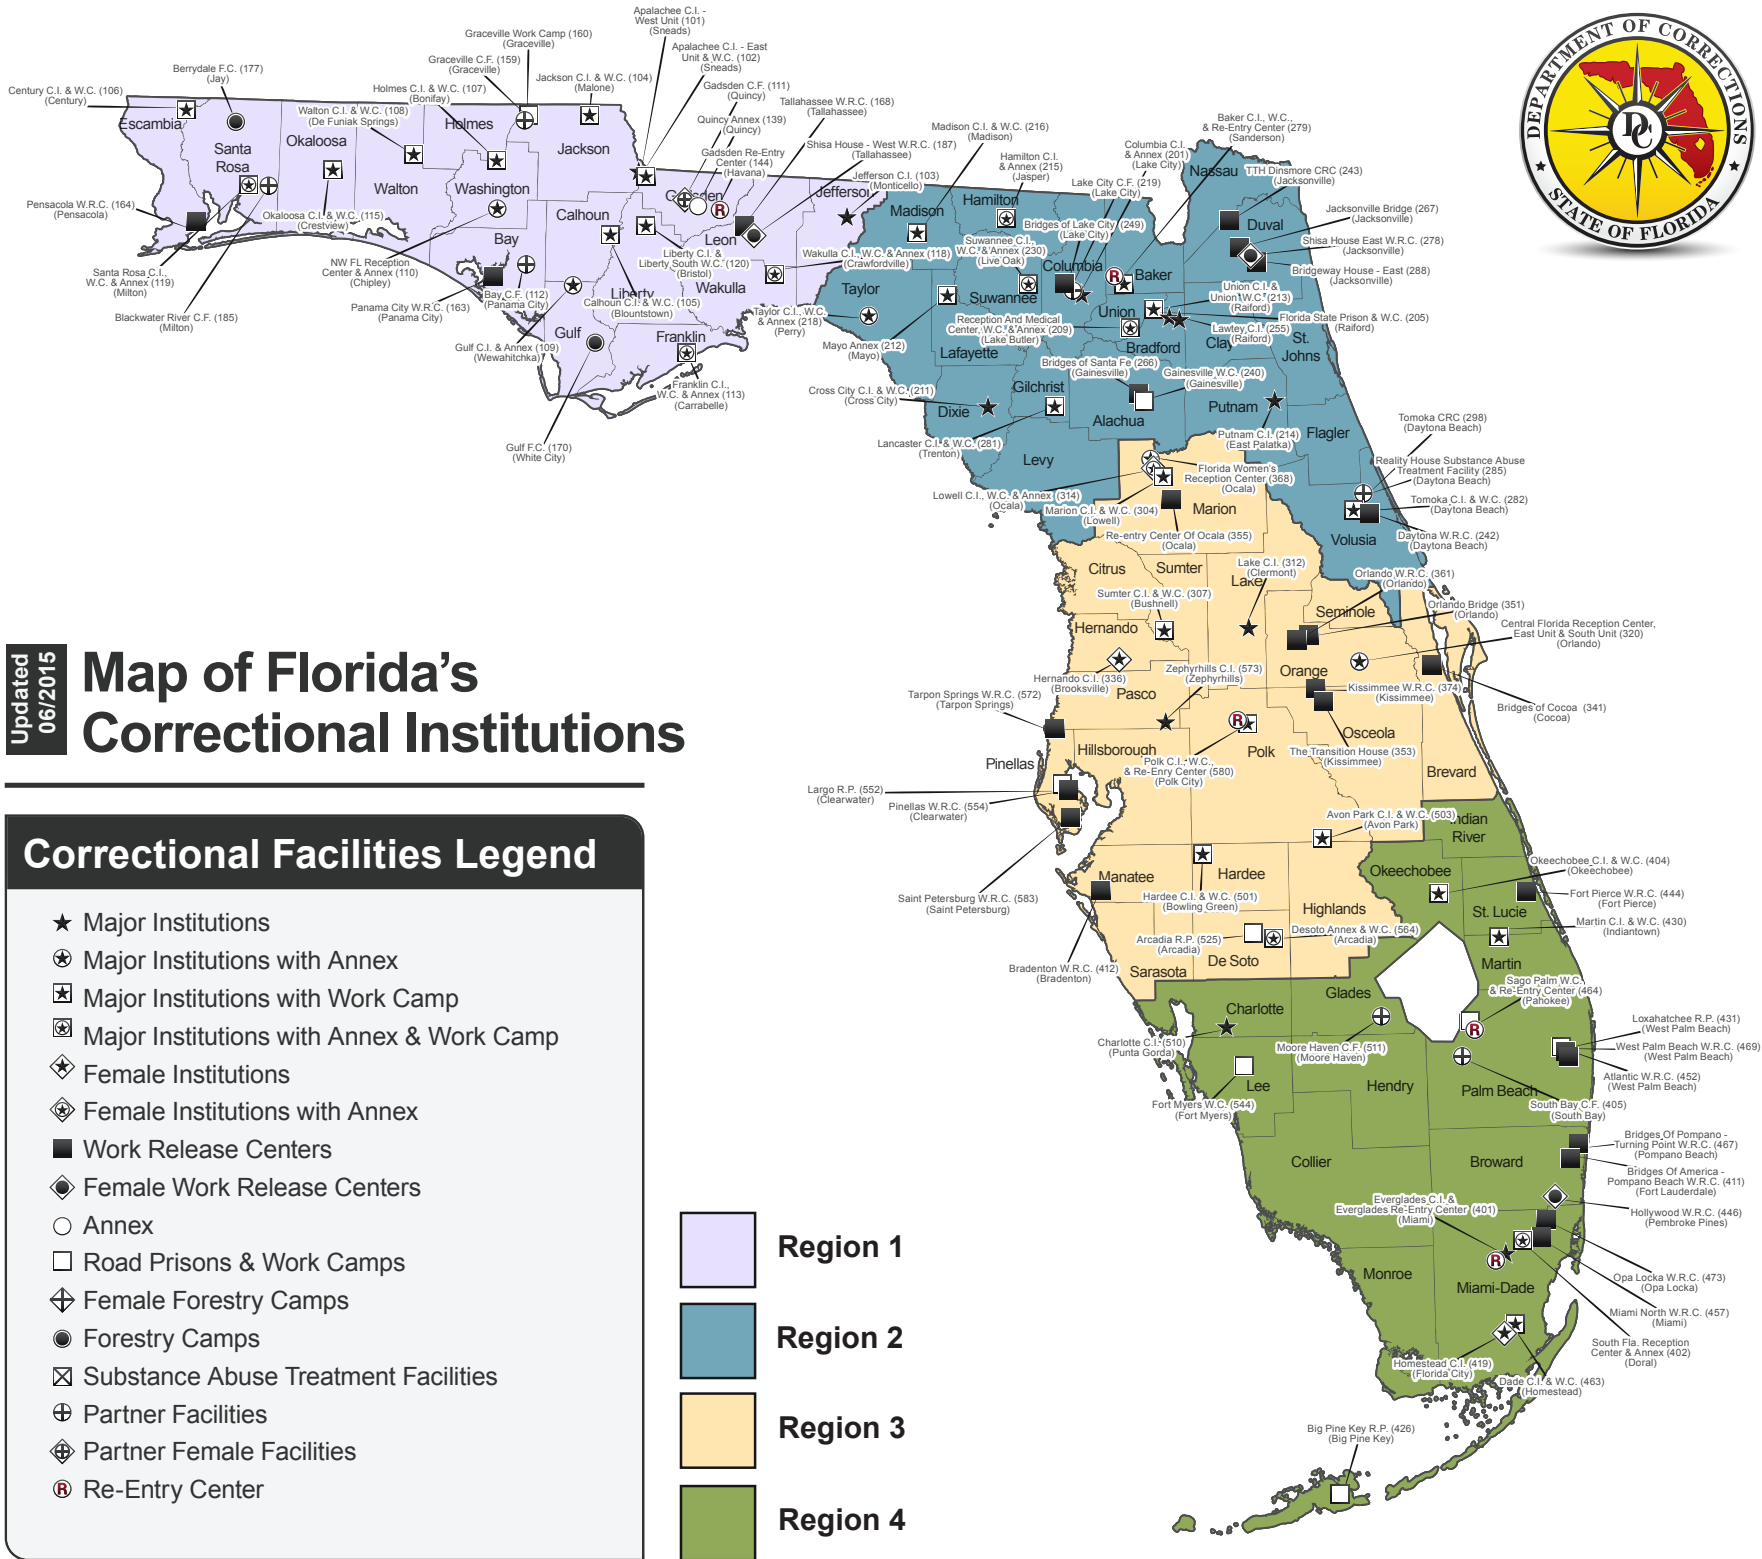 Apalachee C.I. -
West Unit (101)
(Sneads)
Graceville Work Camp (160)
(Graceville)
Apalachee C.I. - East
Unit & W.C. (102)
(Sneads)
Graceville C.F. (159)
(Graceville)
Berrydale F.C. (177)
(Jay)
Jackson C.I. & W.C. (104)
(Malone)
Century C.I. & W.C. (106)
(Century)
Holmes C.I. & W.C. (107)
(Bonifay)
Gadsden C.F. (111)
(Quincy)
Tallahassee W.R.C. (168)
(Tallahassee)
Walton C.I. & W.C. (108)
(De Funiak Springs)
Quincy Annex (139)
(Quincy)
Shisa House - West W.R.C. (187)
(Tallahassee)
Gadsden Re-Entry
Center (144)
(Havana)
Jefferson C.I. (103)
(Monticello)
Escambia
Santa
Rosa
Okaloosa
Walton
Holmes
Washington
Jackson
Calhoun
Bay
Gulf
Liberty
Gadsden
Leon
Wakulla
Jefferson
Franklin
Pensacola W.R.C. (164)
(Pensacola)
Okaloosa C.I. & W.C. (115)
(Crestview)
Santa Rosa C.I.,
W.C. & Annex (119)
(Milton)
Blackwater River C.F. (185)
(Milton)
NW FL Reception
Center & Annex (110)
(Chipley)
Panama City W.R.C. (163)
(Panama City)
Bay C.F. (112)
(Panama City)
Gulf C.I. & Annex (109)
(Wewahitchka)
Calhoun C.I. & W.C. (105)
(Blountstown)
Liberty C.I. &
Liberty South W.C. (120)
(Bristol)
Wakulla C.I., W.C. & Annex (118)
(Crawfordville)
Taylor C.I., W.C.
& Annex (218)
(Perry)
Franklin C.I.,
W.C. & Annex (113)
(Carrabelle)
Gulf F.C. (170)
(White City)
Madison C.I. & W.C. (216)
(Madison)
Hamilton C.I.
& Annex (215)
(Jasper)
Columbia C.I.
& Annex (201)
(Lake City)
Baker C.I., W.C.,
& Re-Entry Center (279)
(Sanderson)
TTH Dinsmore CRC (243)
(Jacksonville)
Lake City C.F. (219)
(Lake City)
Bridges of Lake City (249)
(Lake City)
Suwannee C.I.,
W.C. & Annex (230)
(Live Oak)
Jacksonville Bridge (267)
(Jacksonville)
Shisa House East W.R.C. (278)
(Jacksonville)
Bridgeway House - East (288)
(Jacksonville)
Union C.I. &
Union W.C. (213)
(Raiford)
Florida State Prison & W.C. (205)
(Raiford)
Lawtey C.I. (255)
(Raiford)
Reception And Medical
Center, W.C. & Annex (209)
(Lake Butler)
Mayo Annex (212)
(Mayo)
Bridges of Santa Fe (266)
(Gainesville)
Gainesville W.C. (240)
(Gainesville)
Cross City C.I. & W.C. (211)
(Cross City)
Lancaster C.I. & W.C. (281)
(Trenton)
Putnam C.I. (214)
(East Palatka)
Tomoka CRC (298)
(Daytona Beach)
Reality House Substance Abuse
Treatment Facility (285)
(Daytona Beach)
Tomoka C.I. & W.C. (282)
(Daytona Beach)
Daytona W.R.C. (242)
(Daytona Beach)
Madison
Hamilton
Taylor
Suwannee
Columbia
Baker
Nassau
Duval
Union
Bradford
Clay
St.
Johns
Lafayette
Dixie
Gilchrist
Alachua
Putnam
Flagler
Levy
Volusia
Florida Women's
Reception Center (368)
(Ocala)
Lowell C.I., W.C. & Annex (314)
(Ocala)
Marion C.I. & W.C. (304)
(Lowell)
Re-entry Center Of Ocala (355)
(Ocala)
Lake C.I. (312)
(Clermont)
Sumter C.I. & W.C. (307)
(Bushnell)
Orlando W.R.C. (361)
(Orlando)
Orlando Bridge (351)
(Orlando)
Central Florida Reception Center,
East Unit & South Unit (320)
(Orlando)
Hernando C.I. (336)
(Brooksville)
Zephyrhills C.I. (573)
(Zephyrhills)
Kissimmee W.R.C. (374)
(Kissimmee)
Bridges of Cocoa (341)
(Cocoa)
Tarpon Springs W.R.C. (572)
(Tarpon Springs)
The Transition House (353)
(Kissimmee)
Polk C.I., W.C.,
& Re-Enry Center (580)
(Polk City)
Largo R.P. (552)
(Clearwater)
Pinellas W.R.C. (554)
(Clearwater)
Avon Park C.I. & W.C. (503)
(Avon Park)
Saint Petersburg W.R.C. (583)
(Saint Petersburg)
Hardee C.I. & W.C. (501)
(Bowling Green)
Arcadia R.P. (525)
(Arcadia)
Desoto Annex & W.C. (564)
(Arcadia)
Bradenton W.R.C. (412)
(Bradenton)
Marion
Citrus
Sumter
Lake
Seminole
Hernando
Pasco
Orange
Osceola
Hillsborough
Pinellas
Polk
Brevard
Manatee
Hardee
Highlands
Sarasota
De Soto
Okeechobee C.I. & W.C. (404)
(Okeechobee)
Fort Pierce W.R.C. (444)
(Fort Pierce)
Martin C.I. & W.C. (430)
(Indiantown)
Sago Palm W.C.
& Re-Entry Center (464)
(Pahokee)
Loxahatchee R.P. (431)
(West Palm Beach)
West Palm Beach W.R.C. (469)
(West Palm Beach)
Atlantic W.R.C. (452)
(West Palm Beach)
Charlotte C.I. (510)
(Punta Gorda)
Moore Haven C.F. (511)
(Moore Haven)
Fort Myers W.C. (544)
(Fort Myers)
South Bay C.F. (405)
(South Bay)
Bridges Of Pompano -
Turning Point W.R.C. (467)
(Pompano Beach)
Bridges Of America -
Pompano Beach W.R.C. (411)
(Fort Lauderdale)
Everglades C.I. &
Everglades Re-Entry Center (401)
(Miami)
Hollywood W.R.C. (446)
(Pembroke Pines)
Opa Locka W.R.C. (473)
(Opa Locka)
Miami North W.R.C. (457)
(Miami)
South Fla. Reception
Center & Annex (402)
(Doral)
Homestead C.I. (419)
(Florida City)
Dade C.I. & W.C. (463)
(Homestead)
Big Pine Key R.P. (426)
(Big Pine Key)
Indian
River
Okeechobee
St. Lucie
Martin
Glades
Charlotte
Lee
Hendry
Palm Beach
Collier
Broward
Monroe
Miami-Dade
R
R
R
R
R
DEPARTMENT OF CORRECTIONS
DC
STATE OF FLORIDA
Updated
06/2015
Map of Florida's
Correctional Institutions
Correctional Facilities Legend
Major Institutions
Major Institutions with Annex
Major Institutions with Work Camp
Major Institutions with Annex & Work Camp
Female Institutions
Female Institutions with Annex
Work Release Centers
Female Work Release Centers
Annex
Road Prisons & Work Camps
Female Forestry Camps
Forestry Camps
Substance Abuse Treatment Facilities
Partner Facilities
Partner Female Facilities
R Re-Entry Center
Region 1
Region 2
Region 3
Region 4